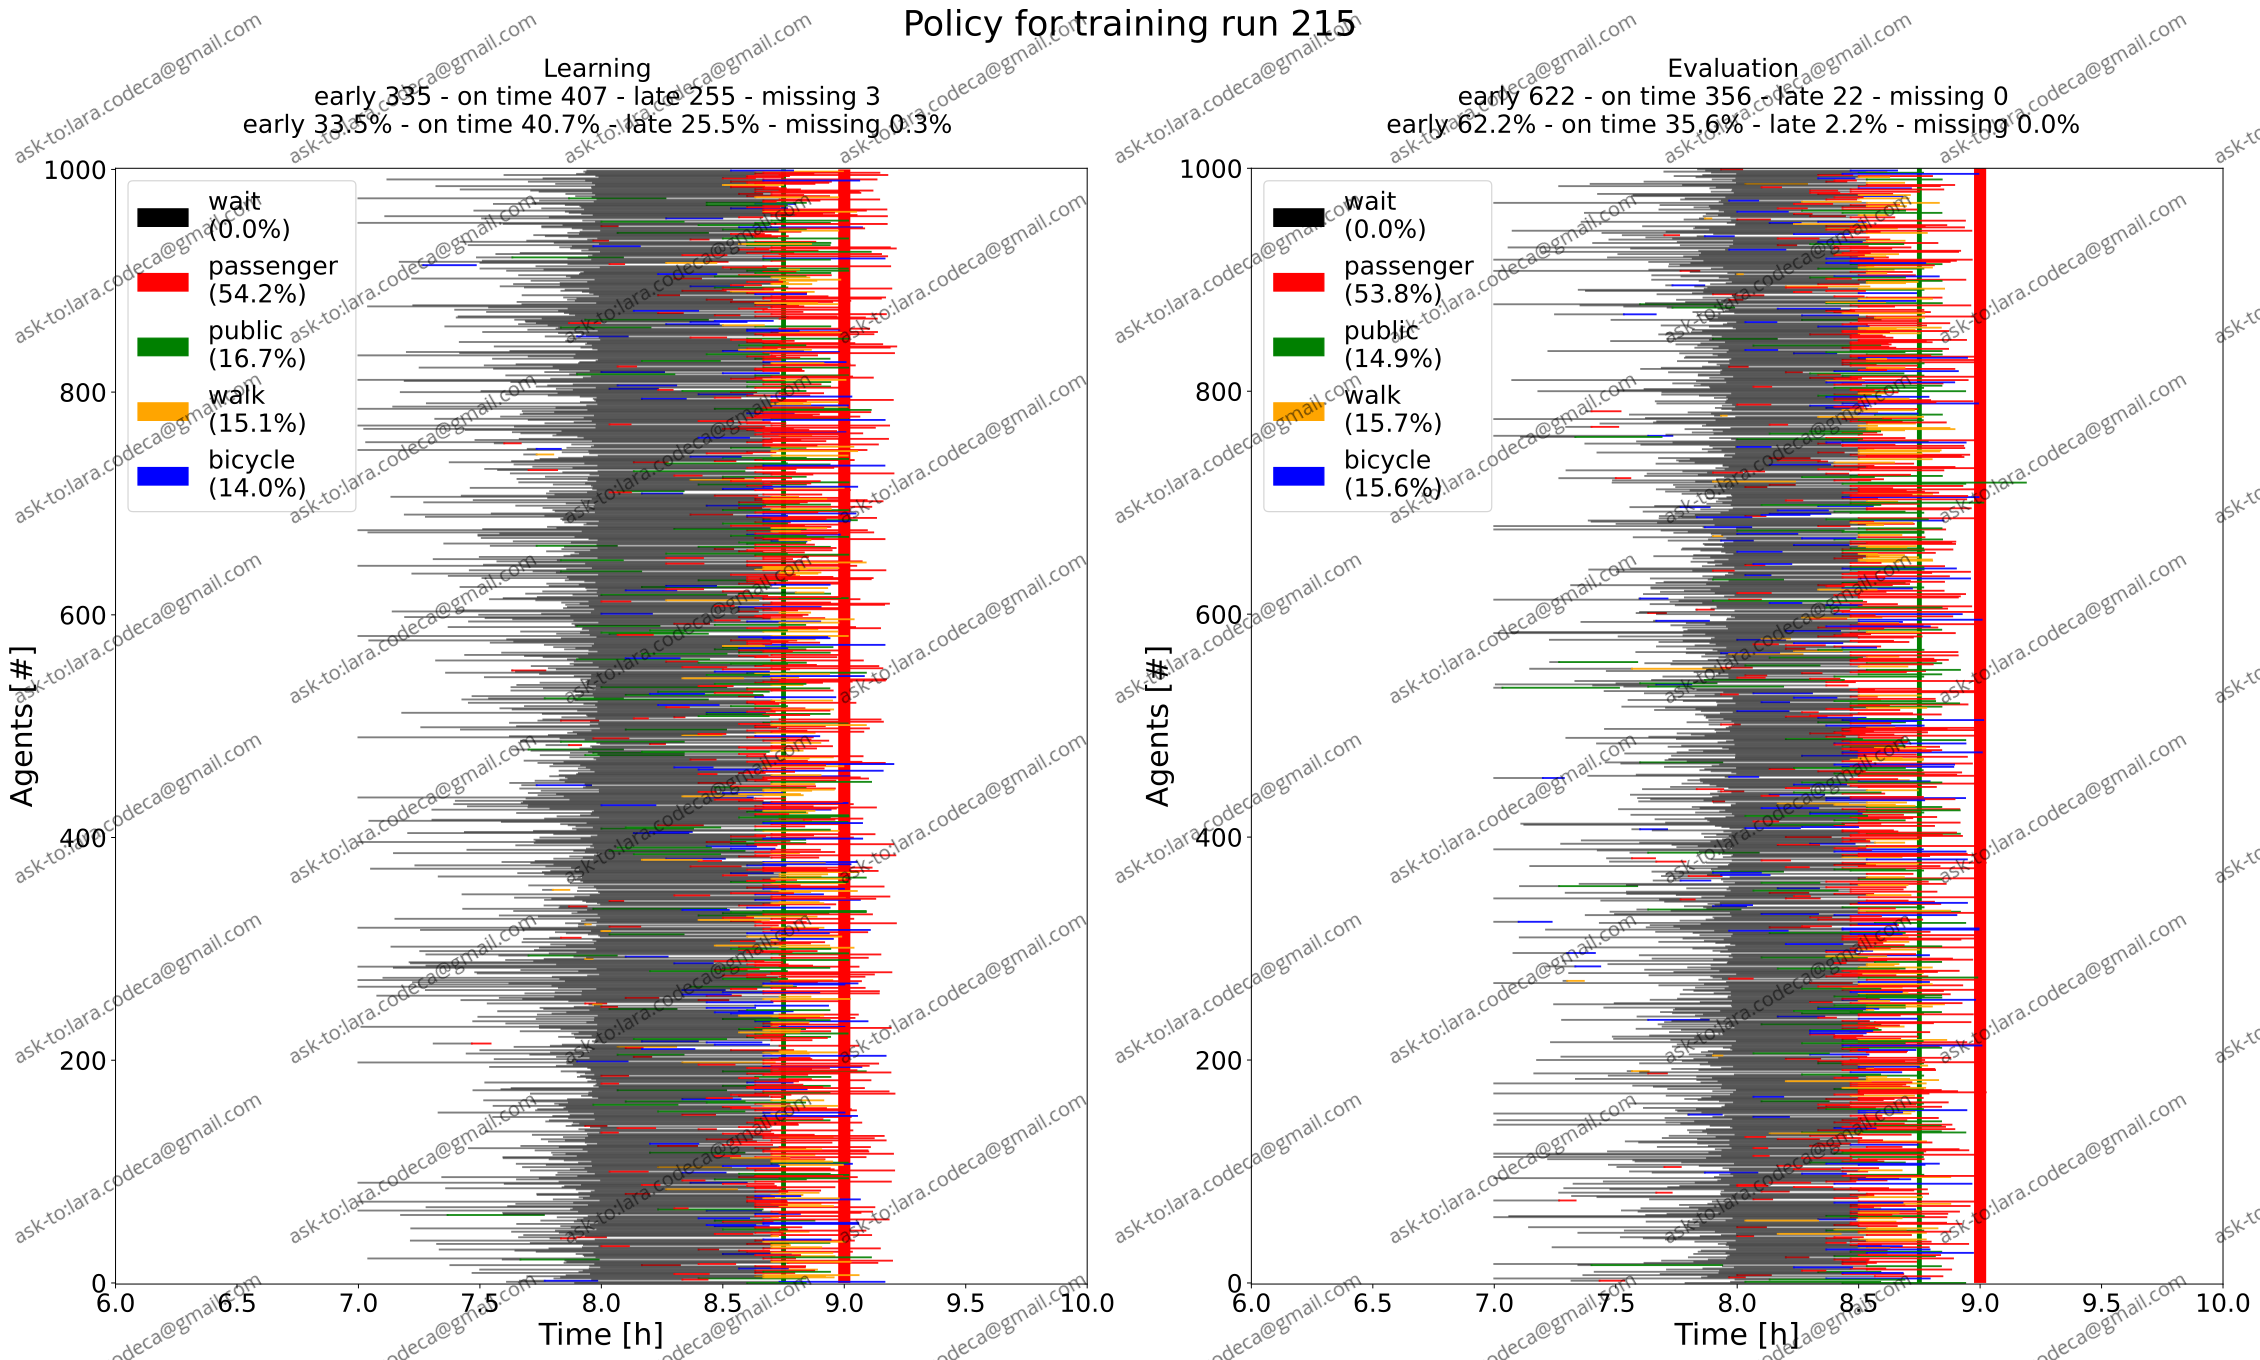 Policy for training run 215
Learning
early 335 - on time 407 - late 255 - missing 3
early 33.5% - on time 40.7% - late 25.5% - missing 0.3%
Evaluation
early 622 - on time 356 - late 22 - missing 0
early 62.2% - on time 35.6% - late 2.2% - missing 0.0%
wait
(0.0%)
passenger
(54.2%)
public
(16.7%)
walk
(15.1%)
bicycle
(14.0%)
1000
800
600
400
200
0
Agents [#]
6.0 6.5 7.0 7.5 8.0 8.5 9.0 9.5 10.0
Time [h]
wait
(0.0%)
passenger
(53.8%)
public
(14.9%)
walk
(15.7%)
bicycle
(15.6%)
1000
800
600
400
200
0
Agents [#]
6.0 6.5 7.0 7.5 8.0 8.5 9.0 9.5 10.0
Time [h]
ask-to:lara.codeca@gmail.com